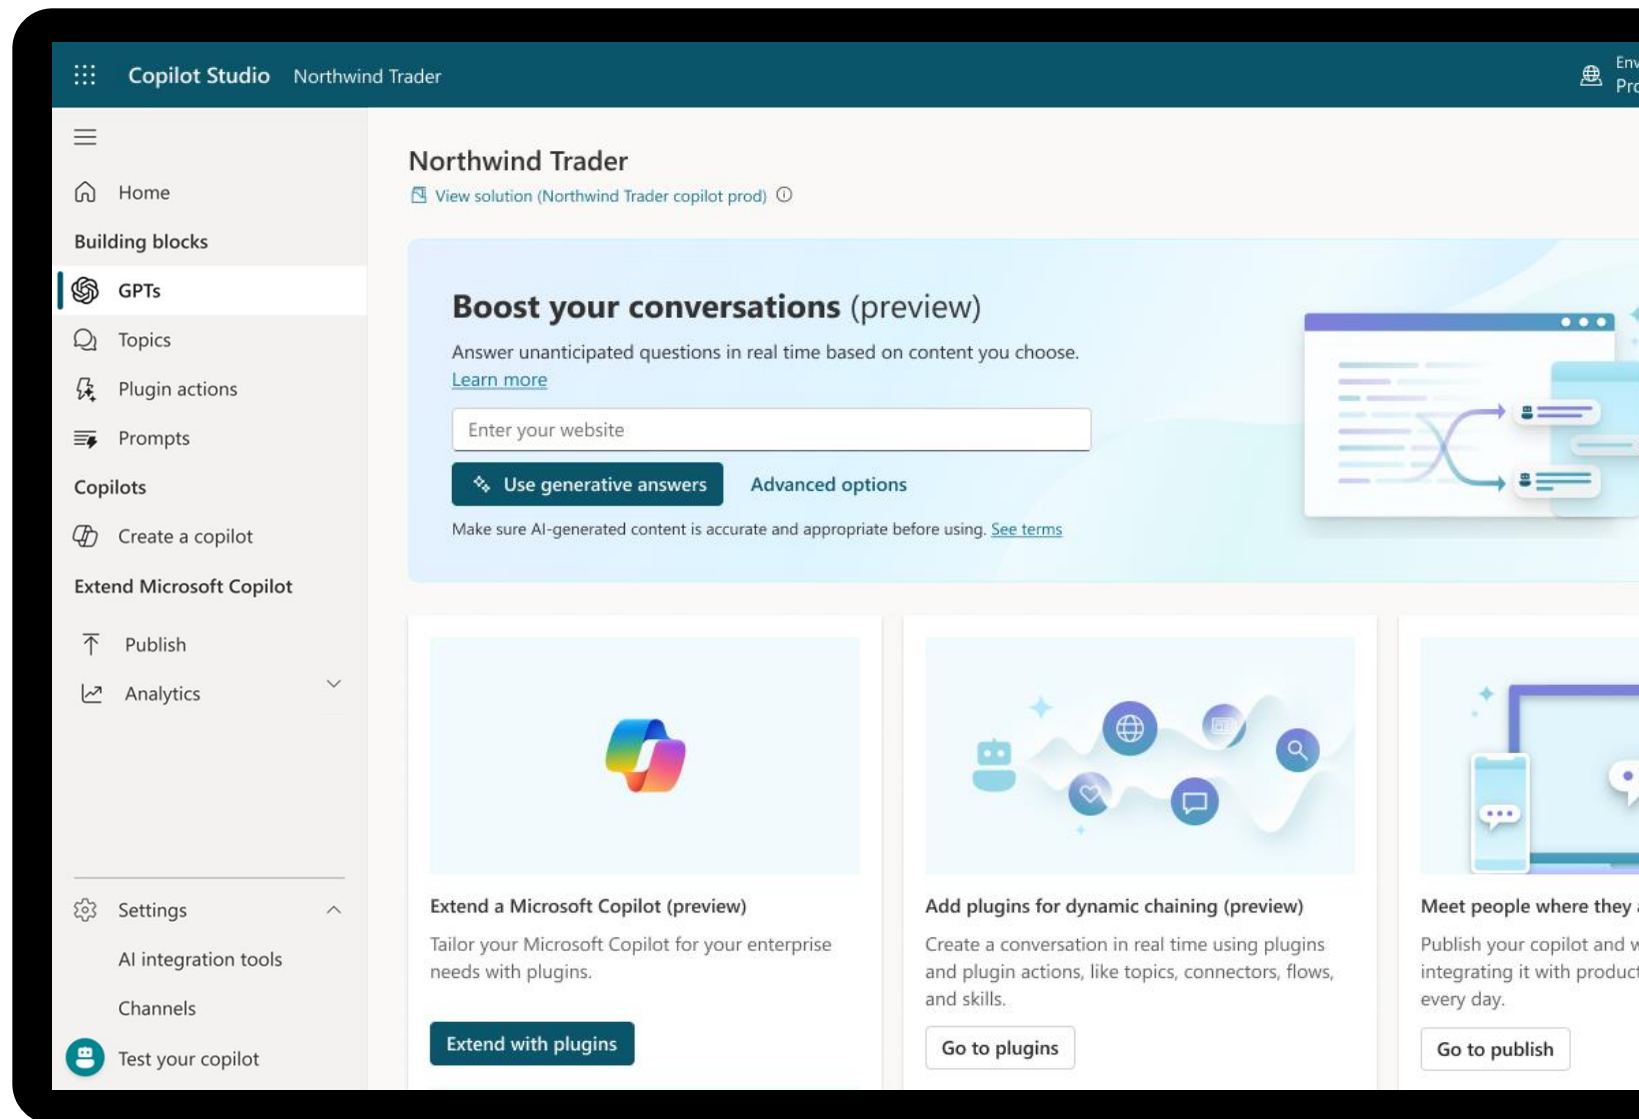 Copilot Studio Northwind Trader
Home
Building blocks
GPTs
Topics
Plugin actions
Prompts
Copilots
Create a copilot
Extend Microsoft Copilot
Publish
Analytics
Settings
AI integration tools
Channels
Test your copilot
Northwind Trader
View solution (Northwind Trader copilot prod)
Boost your conversations (preview)
Answer unanticipated questions in real time based on content you choose.
Learn more
Enter your website
Use generative answers Advanced options
Make sure AI-generated content is accurate and appropriate before using. See terms
Extend a Microsoft Copilot (preview)
Tailor your Microsoft Copilot for your enterprise
needs with plugins.
Extend with plugins
Add plugins for dynamic chaining (preview)
Create a conversation in real time using plugins
and plugin actions, like topics, connectors, flows,
and skills.
Go to plugins
Meet people where they
Publish your copilot and
integrating it with
every day.
Go to publish